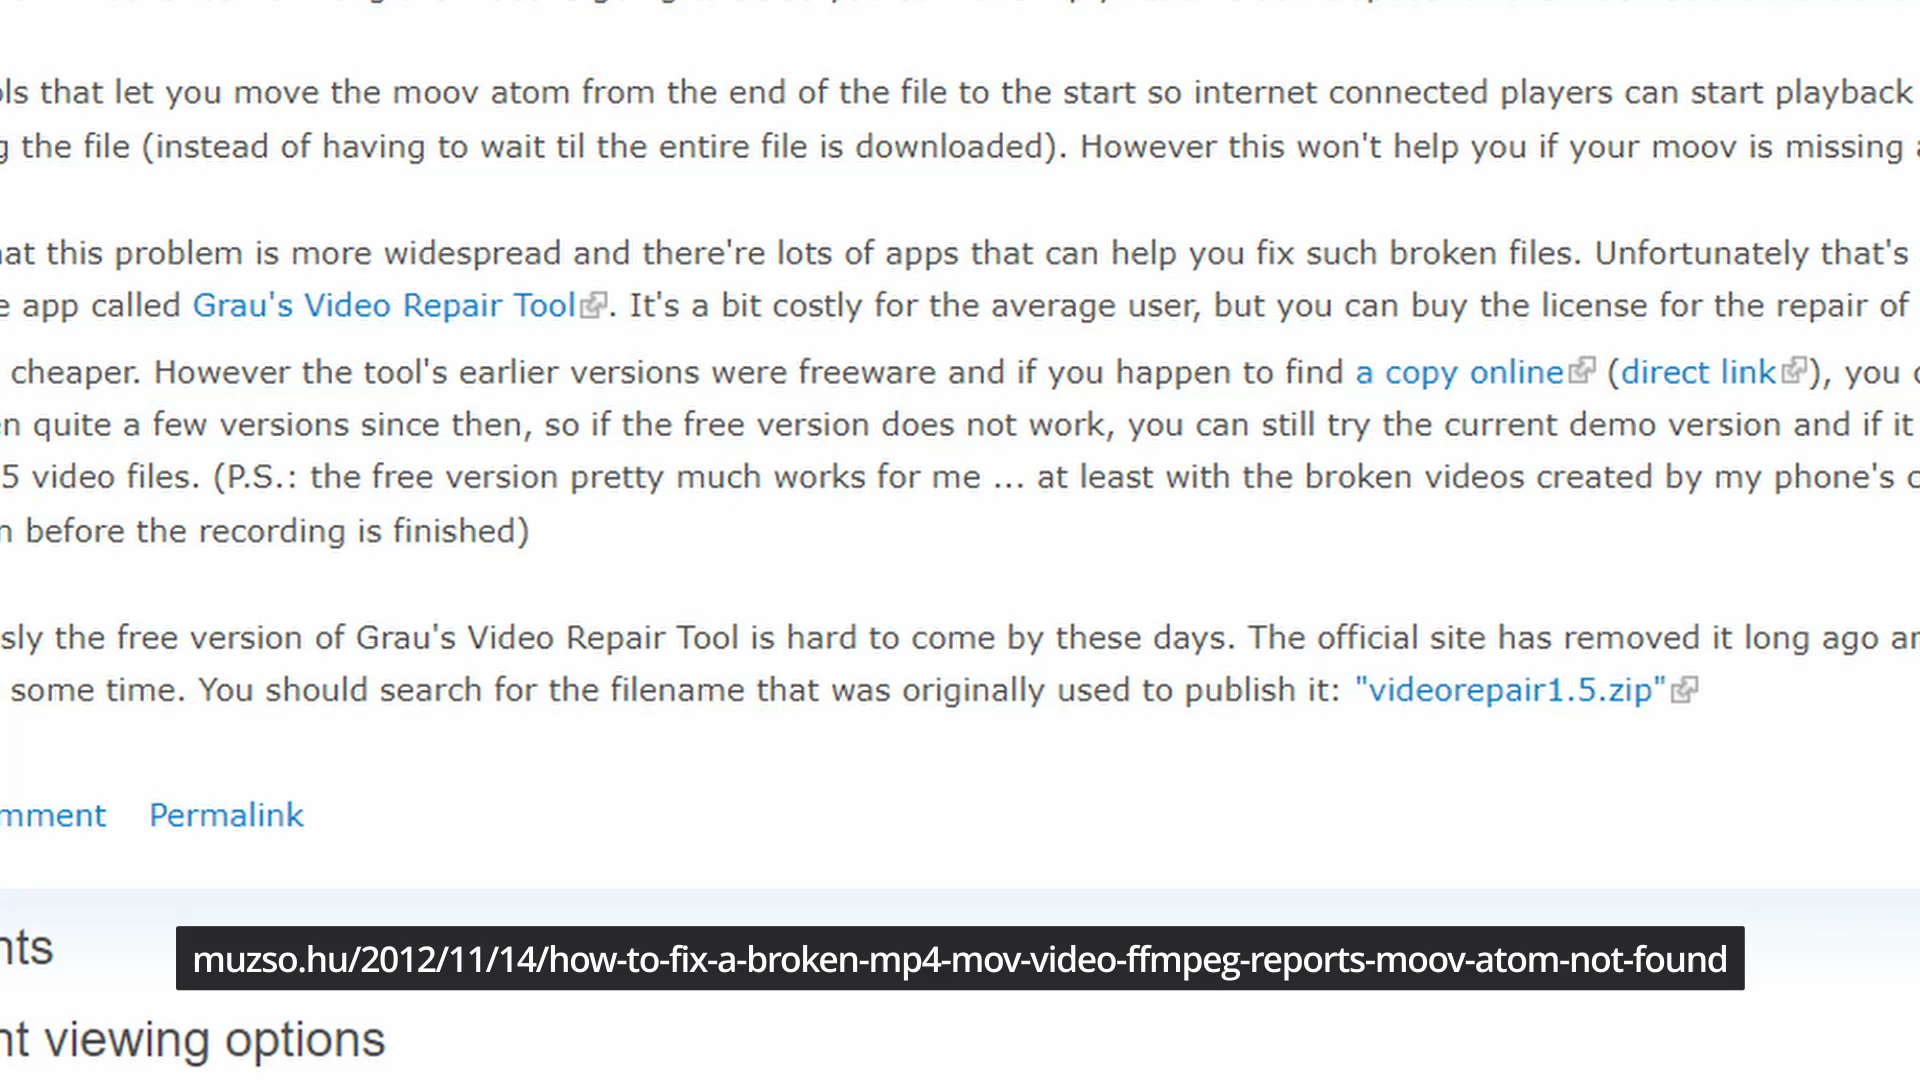 that let you move the moov atom from the end of the file to the start so internet connected players can start playback
the file (instead of having to wait til the entire file is downloaded). However this won't help you if your moov is missing
this problem is more widespread and there're lots of apps that can help you fix such broken files. Unfortunately that's
app called Grau's Video Repair Tool. It's a bit costly for the average user, but you can buy the license for the repair of
cheaper. However the tool's earlier versions were freeware and if you happen to find a copy online (direct link), you
quite a few versions since then, so if the free version does not work, you can still try the current demo version and if it
5 video files. (P.S.: the free version pretty much works for me ... at least with the broken videos created by my phone's
before the recording is finished)
the free version of Grau's Video Repair Tool is hard to come by these days. The official site has removed it long ago
some time. You should search for the filename that was originally used to publish it: "videorepair1.5.zip"
mment Permalink
nts
muzso.hu/2012/11/14/how-to-fix-a-broken-mp4-mov-video-ffmpeg-reports-moov-atom-not-found
nt viewing options